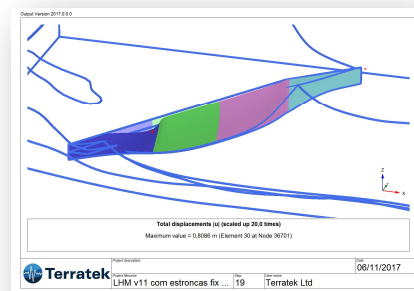 Output Version 2017.0.0.0
Z
Y
X
Total displacements |u| (scaled up 20,0 times)
Maximum value = 0,8086 m (Element 30 at Node 36701)
Terratek
Project description
Date
06/11/2017
Project filename
LHM v11 com estroncas fix ...
Step
19
User name
Terratek Ltd